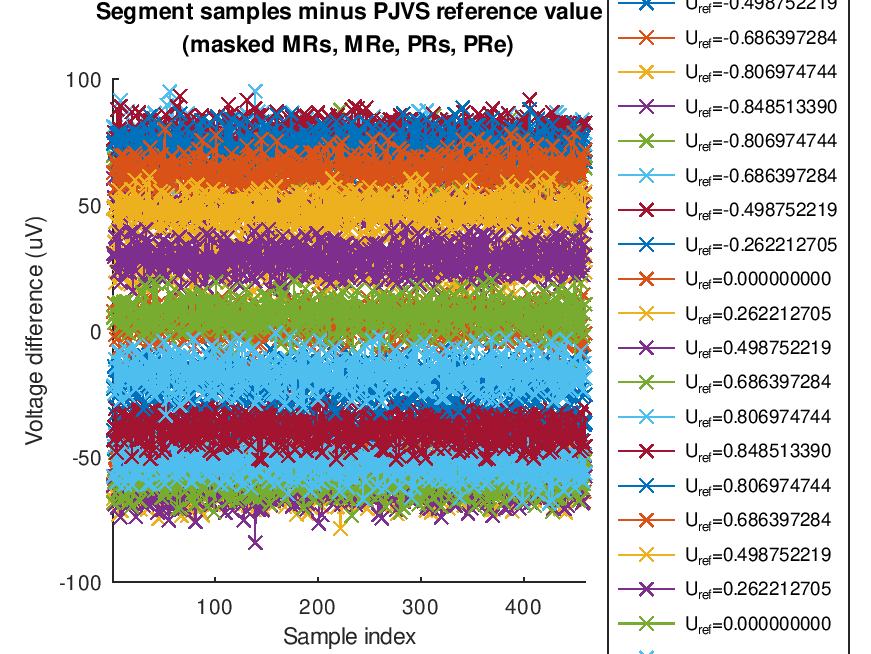 Segment samples minus PJVS reference value
(masked MRs, MRe, PRs, PRe)
100
50
0
-50
-100
Voltage difference (uV)
100
200
300
400
Sample index
Uref=-0.498752219
Uref=-0.686397284
Uref=-0.806974744
Uref=-0.848513390
Uref=-0.806974744
Uref=-0.686397284
Uref=-0.498752219
Uref=-0.262212705
Uref=0.000000000
Uref=0.262212705
Uref=0.498752219
Uref=0.686397284
Uref=0.806974744
Uref=0.848513390
Uref=0.806974744
Uref=0.686397284
Uref=0.498752219
Uref=0.262212705
Uref=0.000000000